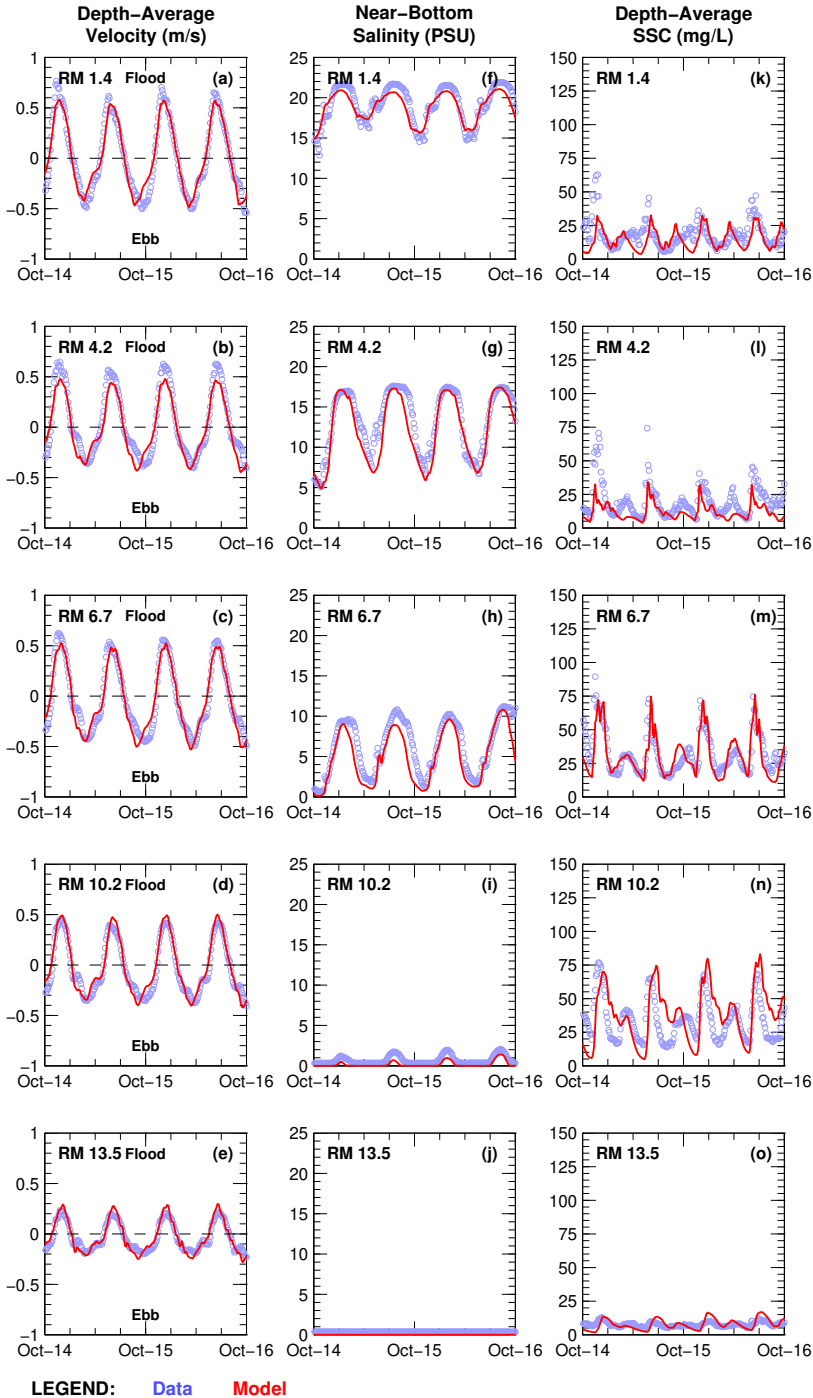 Depth−Average
Velocity (m/s)
Near−Bottom
Salinity (PSU)
Depth−Average
SSC (mg/L)
1
0.5
0
−0.5
−1
RM 1.4 Flood (a)
Ebb
Oct−14 Oct−15 Oct−16
25
20
15
10
5
0
RM 1.4 (f)
Oct−14 Oct−15 Oct−16
150
125
100
75
50
25
0
RM 1.4 (k)
Oct−14 Oct−15 Oct−16
1
0.5
0
−0.5
−1
RM 4.2 Flood (b)
Ebb
Oct−14 Oct−15 Oct−16
25
20
15
10
5
0
RM 4.2 (g)
Oct−14 Oct−15 Oct−16
150
125
100
75
50
25
0
RM 4.2 (l)
Oct−14 Oct−15 Oct−16
1
0.5
0
−0.5
−1
RM 6.7 Flood (c)
Ebb
Oct−14 Oct−15 Oct−16
25
20
15
10
5
0
RM 6.7 (h)
Oct−14 Oct−15 Oct−16
150
125
100
75
50
25
0
RM 6.7 (m)
Oct−14 Oct−15 Oct−16
1
0.5
0
−0.5
−1
RM 10.2 Flood (d)
Ebb
Oct−14 Oct−15 Oct−16
25
20
15
10
5
0
RM 10.2 (i)
Oct−14 Oct−15 Oct−16
150
125
100
75
50
25
0
RM 10.2 (n)
Oct−14 Oct−15 Oct−16
1
0.5
0
−0.5
−1
RM 13.5 Flood (e)
Ebb
Oct−14 Oct−15 Oct−16
25
20
15
10
5
0
RM 13.5 (j)
Oct−14 Oct−15 Oct−16
150
125
100
75
50
25
0
RM 13.5 (o)
Oct−14 Oct−15 Oct−16
LEGEND: Data Model